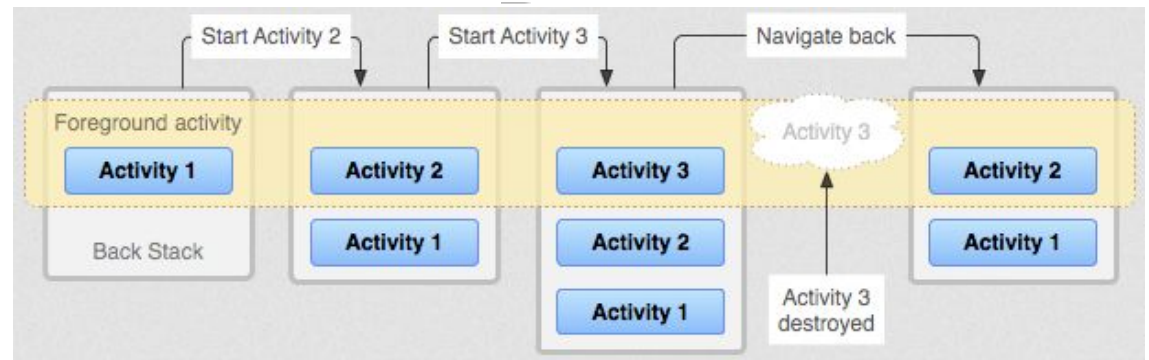 Start Activity 2
Start Activity 3
Navigate back
Foreground activity
Activity 3
Activity 1
Activity 2
Activity 3
Activity 2
Back Stack
Activity 1
Activity 2
Activity 1
Activity 1
Activity 3
destroyed